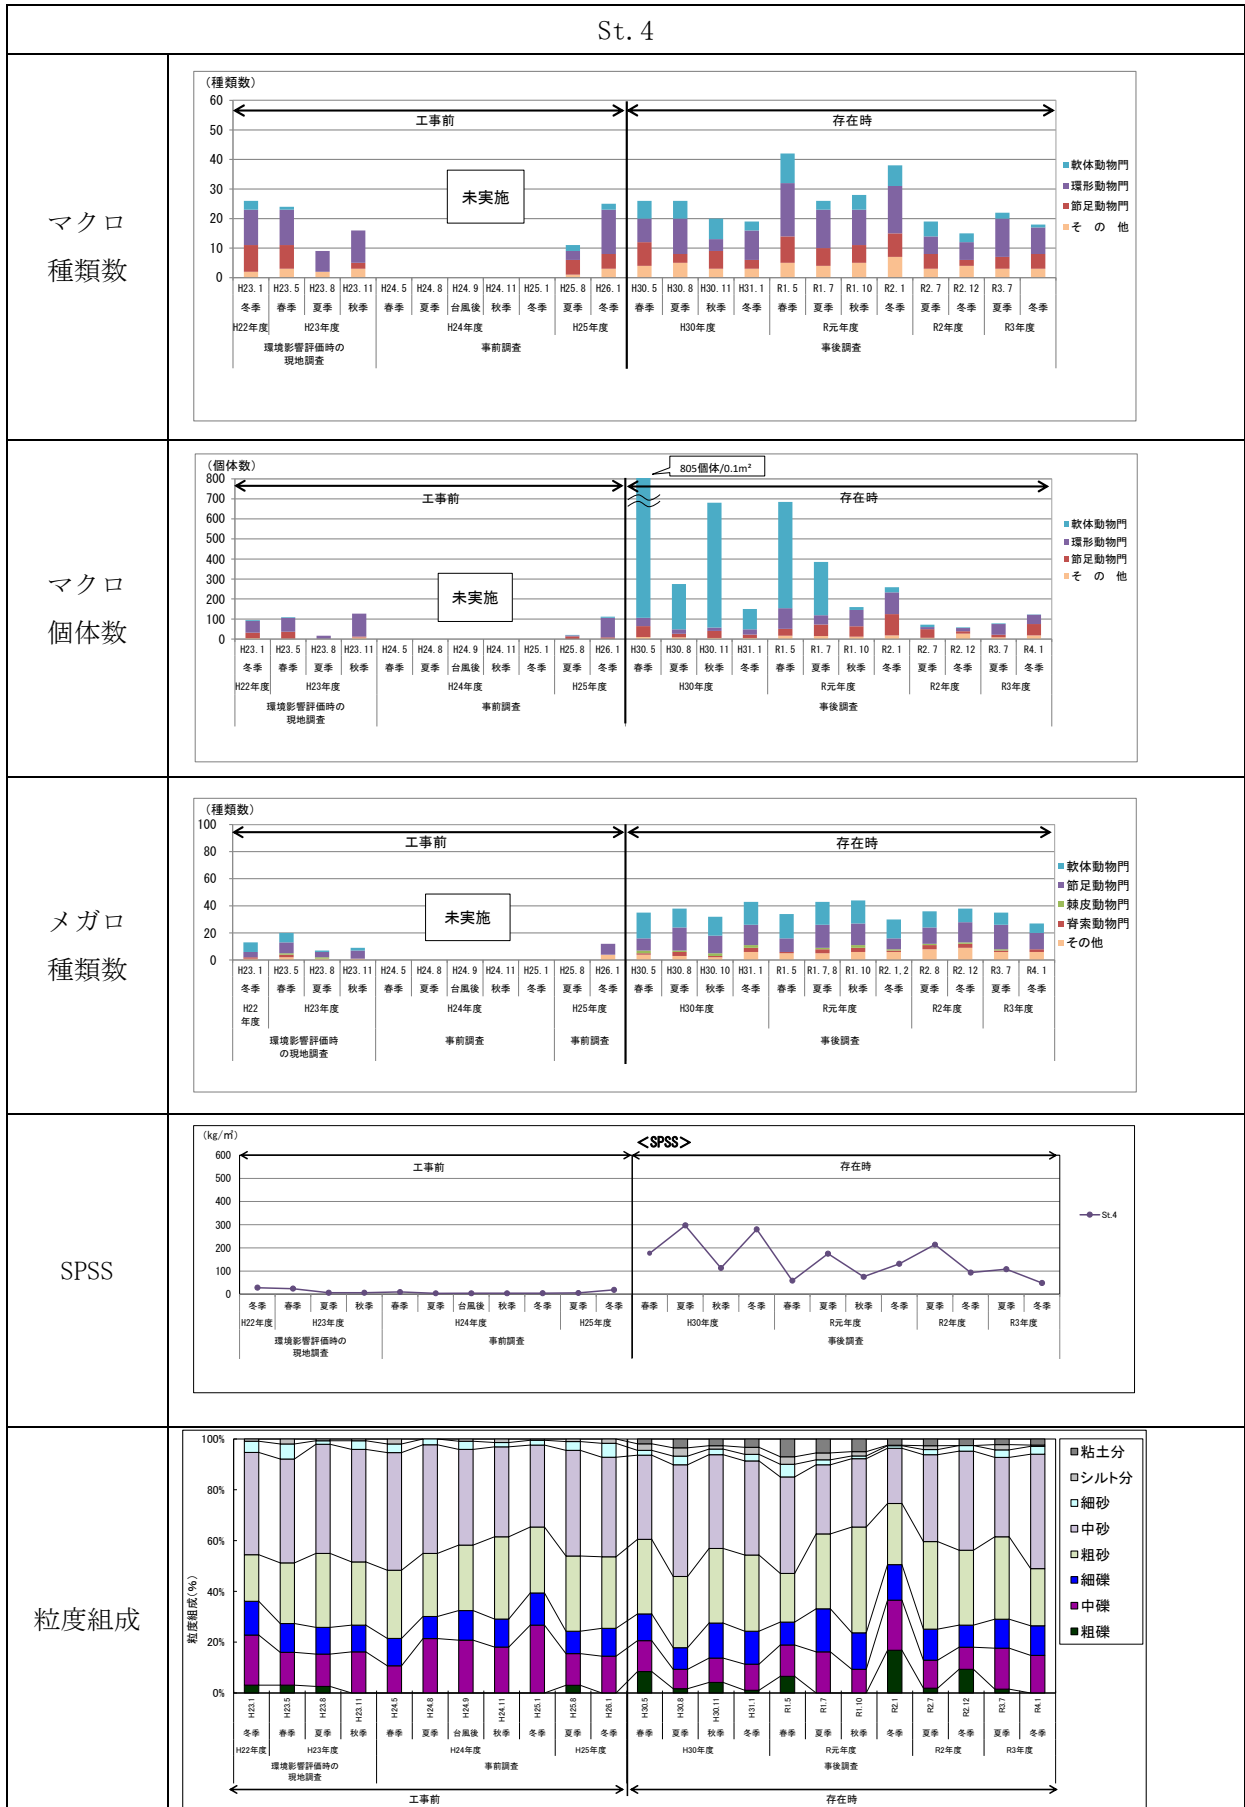 St.4
マクロ
種類数
(種類数)
60
50
40
30
20
10
0
工事前
存在時
未実施
軟体動物門
環形動物門
節足動物門
そ の 他
H23.1 H23.5 H23.8 H23.11 H24.5 H24.8 H24.9 H24.11 H25.1 H25.8 H26.1 H30.5 H30.8 H30.11 H31.1 R1.5 R1.7 R1.10 R2.1 R2.7 R2.12 R3.7
冬季 春季 夏季 秋季 春季 夏季 台風後 秋季 冬季 夏季 冬季 春季 夏季 秋季 冬季 春季 夏季 秋季 冬季 夏季 冬季 夏季 冬季
H22年度 H23年度 H24年度 H25年度 H30年度 R元年度 R2年度 R3年度
環境影響評価時の
現地調査
事前調査
事後調査
マクロ
個体数
(個体数)
805個体/0.1m²
800
700
600
500
400
300
200
100
0
工事前
存在時
未実施
軟体動物門
環形動物門
節足動物門
そ の 他
H23.1 H23.5 H23.8 H23.11 H24.5 H24.8 H24.9 H24.11 H25.1 H25.8 H26.1 H30.5 H30.8 H30.11 H31.1 R1.5 R1.7 R1.10 R2.1 R2.7 R2.12 R3.7 R4.1
冬季 春季 夏季 秋季 春季 夏季 台風後 秋季 冬季 夏季 冬季 春季 夏季 秋季 冬季 春季 夏季 秋季 冬季 夏季 冬季 夏季 冬季
H22年度 H23年度 H24年度 H25年度 H30年度 R元年度 R2年度 R3年度
環境影響評価時の
現地調査
事前調査
事後調査
メガロ
種類数
(種類数)
100
80
60
40
20
0
工事前
存在時
未実施
軟体動物門
節足動物門
棘皮動物門
脊索動物門
その他
H23.1 H23.5 H23.8 H23.11 H24.5 H24.8 H24.9 H24.11 H25.1 H25.8 H26.1 H30.5 H30.8 H30.10 H31.1 R1.5 R1.7,8 R1.10 R2.1,2 R2.8 R2.12 R3.7 R4.1
冬季 春季 夏季 秋季 春季 夏季 台風後 秋季 冬季 夏季 冬季 春季 夏季 秋季 冬季 春季 夏季 秋季 冬季 夏季 冬季 夏季 冬季
H22
年度
H23年度 H24年度 H25年度 H30年度 R元年度 R2年度 R3年度
環境影響評価時
の現地調査
事前調査
事前調査
事後調査
SPSS
(kg/㎥)
<SPSS>
600
500
400
300
200
100
0
工事前
存在時
St.4
冬季 春季 夏季 秋季 春季 夏季 台風後 秋季 冬季 夏季 冬季 春季 夏季 秋季 冬季 春季 夏季 秋季 冬季 夏季 冬季 夏季 冬季
H22年度 H23年度 H24年度 H25年度 H30年度 R元年度 R2年度 R3年度
環境影響評価時の
現地調査
事前調査
事後調査
粒度組成
粒度組成(%)
100%
80%
60%
40%
20%
0%
粘土分
シルト分
細砂
中砂
粗砂
細礫
中礫
粗礫
H23.1 H23.5 H23.8 H23.11 H24.5 H24.8 H24.9 H24.11 H25.1 H25.8 H26.1 H30.5 H30.8 H30.11 H31.1 R1.5 R1.7 R1.10 R2.1 R2.7 R2.12 R3.7 R4.1
冬季 春季 夏季 秋季 春季 夏季 台風後 秋季 冬季 夏季 冬季 春季 夏季 秋季 冬季 春季 夏季 秋季 冬季 夏季 冬季 夏季 冬季
H22年度 H23年度 H24年度 H25年度 H30年度 R元年度 R2年度 R3年度
環境影響評価時の
現地調査
事前調査
事後調査
工事前
存在時